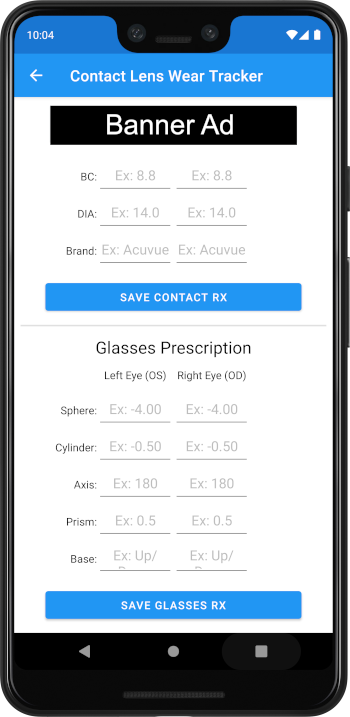 10:04
Contact Lens Wear Tracker
Banner Ad
BC: Ex: 8.8 Ex: 8.8
DIA: Ex: 14.0 Ex: 14.0
Brand: Ex: Acuvue Ex: Acuvue
SAVE CONTACT RX
Glasses Prescription
Left Eye (OS) Right Eye (OD)
Sphere: Ex: -4.00 Ex: -4.00
Cylinder: Ex: -0.50 Ex: -0.50
Axis: Ex: 180 Ex: 180
Prism: Ex: 0.5 Ex: 0.5
Base: Ex: Up/ Ex: Up/
SAVE GLASSES RX